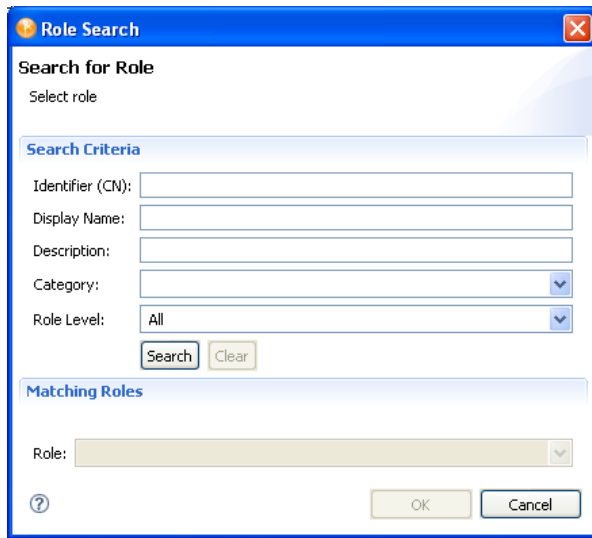 Role Search
Search for Role
Select role
Search Criteria
Identifier (CN):
Display Name:
Description:
Category:
Role Level: All
Search Clear
Matching Roles
Role:
? OK Cancel